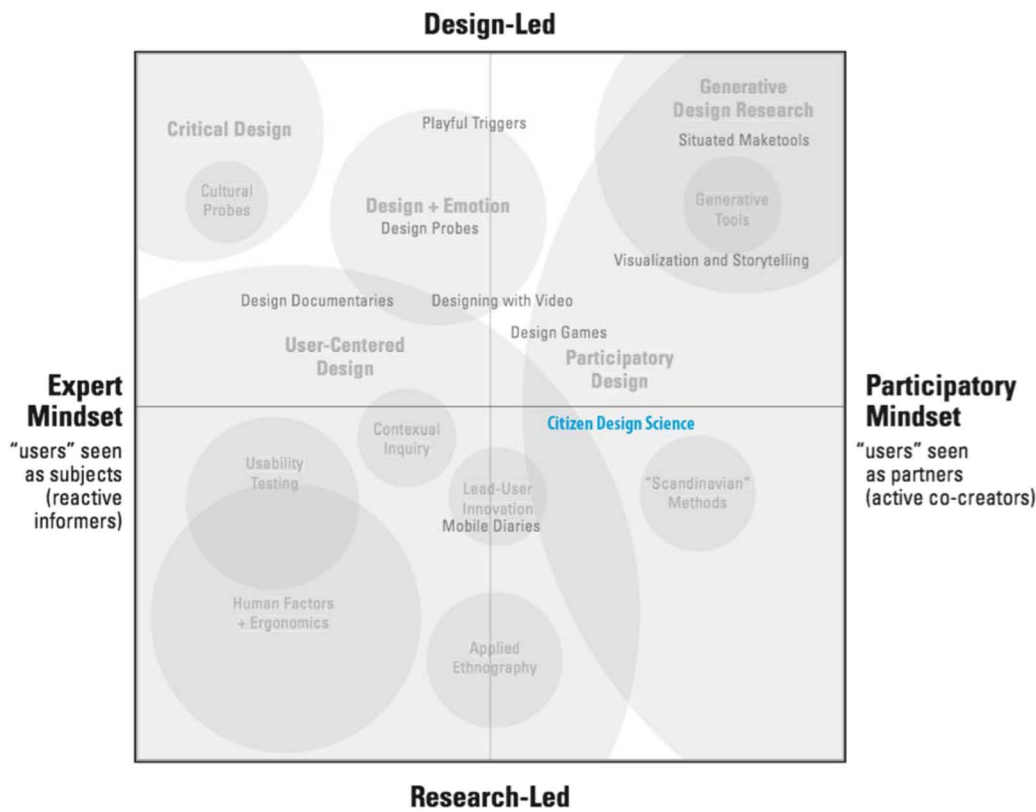 Design-Led
Generative
Design Research
Critical Design
Playful Triggers
Situated Maketools
Cultural
Probes
Generative
Tools
Design + Emotion
Design Probes
Visualization and Storytelling
Design Documentaries
Designing with Video
Design Games
User-Centered
Design
Participatory
Design
Expert
Mindset
"users" seen
as subjects
(reactive
informers)
Participatory
Mindset
"users" seen
as partners
(active co-creators)
Citizen Design Science
Contexual
Inquiry
Usability
Testing
Lead-User
Innovation
Mobile Diaries
"Scandinavian"
Methods
Human Factors
+ Ergonomics
Applied
Ethnography
Research-Led